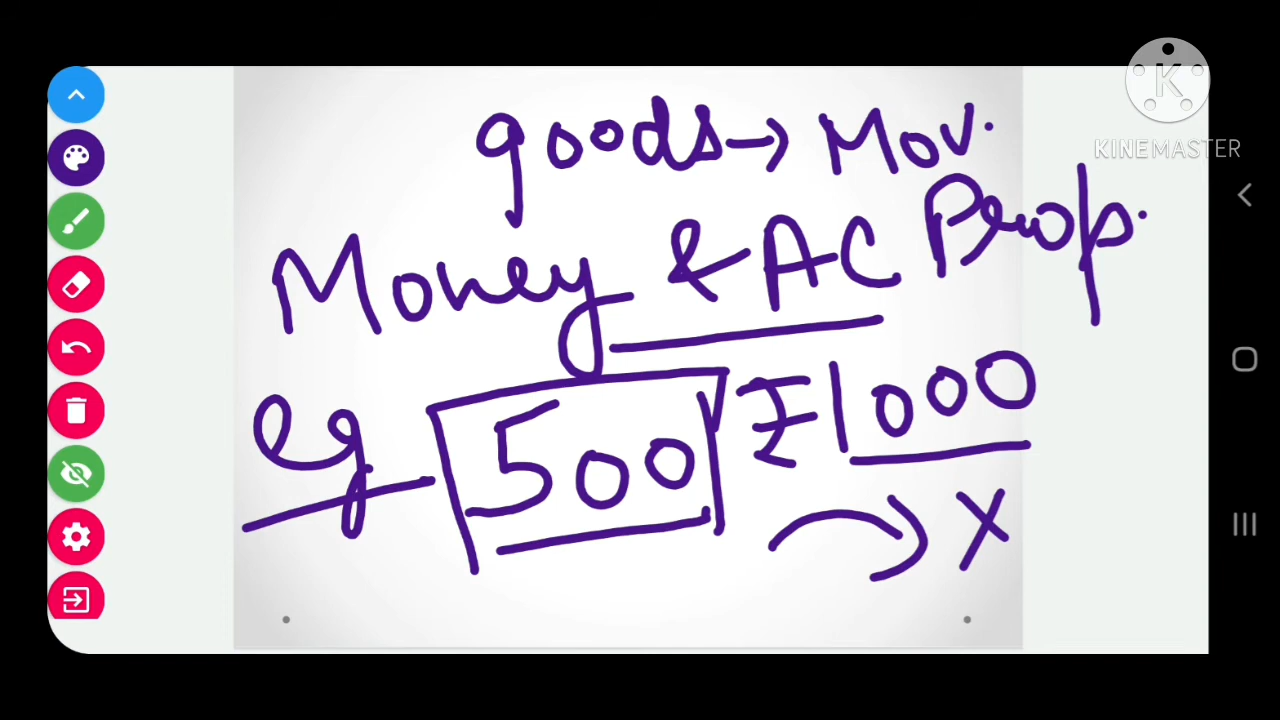 goods → Mov.
Prop.
Money & AC
eg 500 ₹1000
→ X
K
KINEMASTER